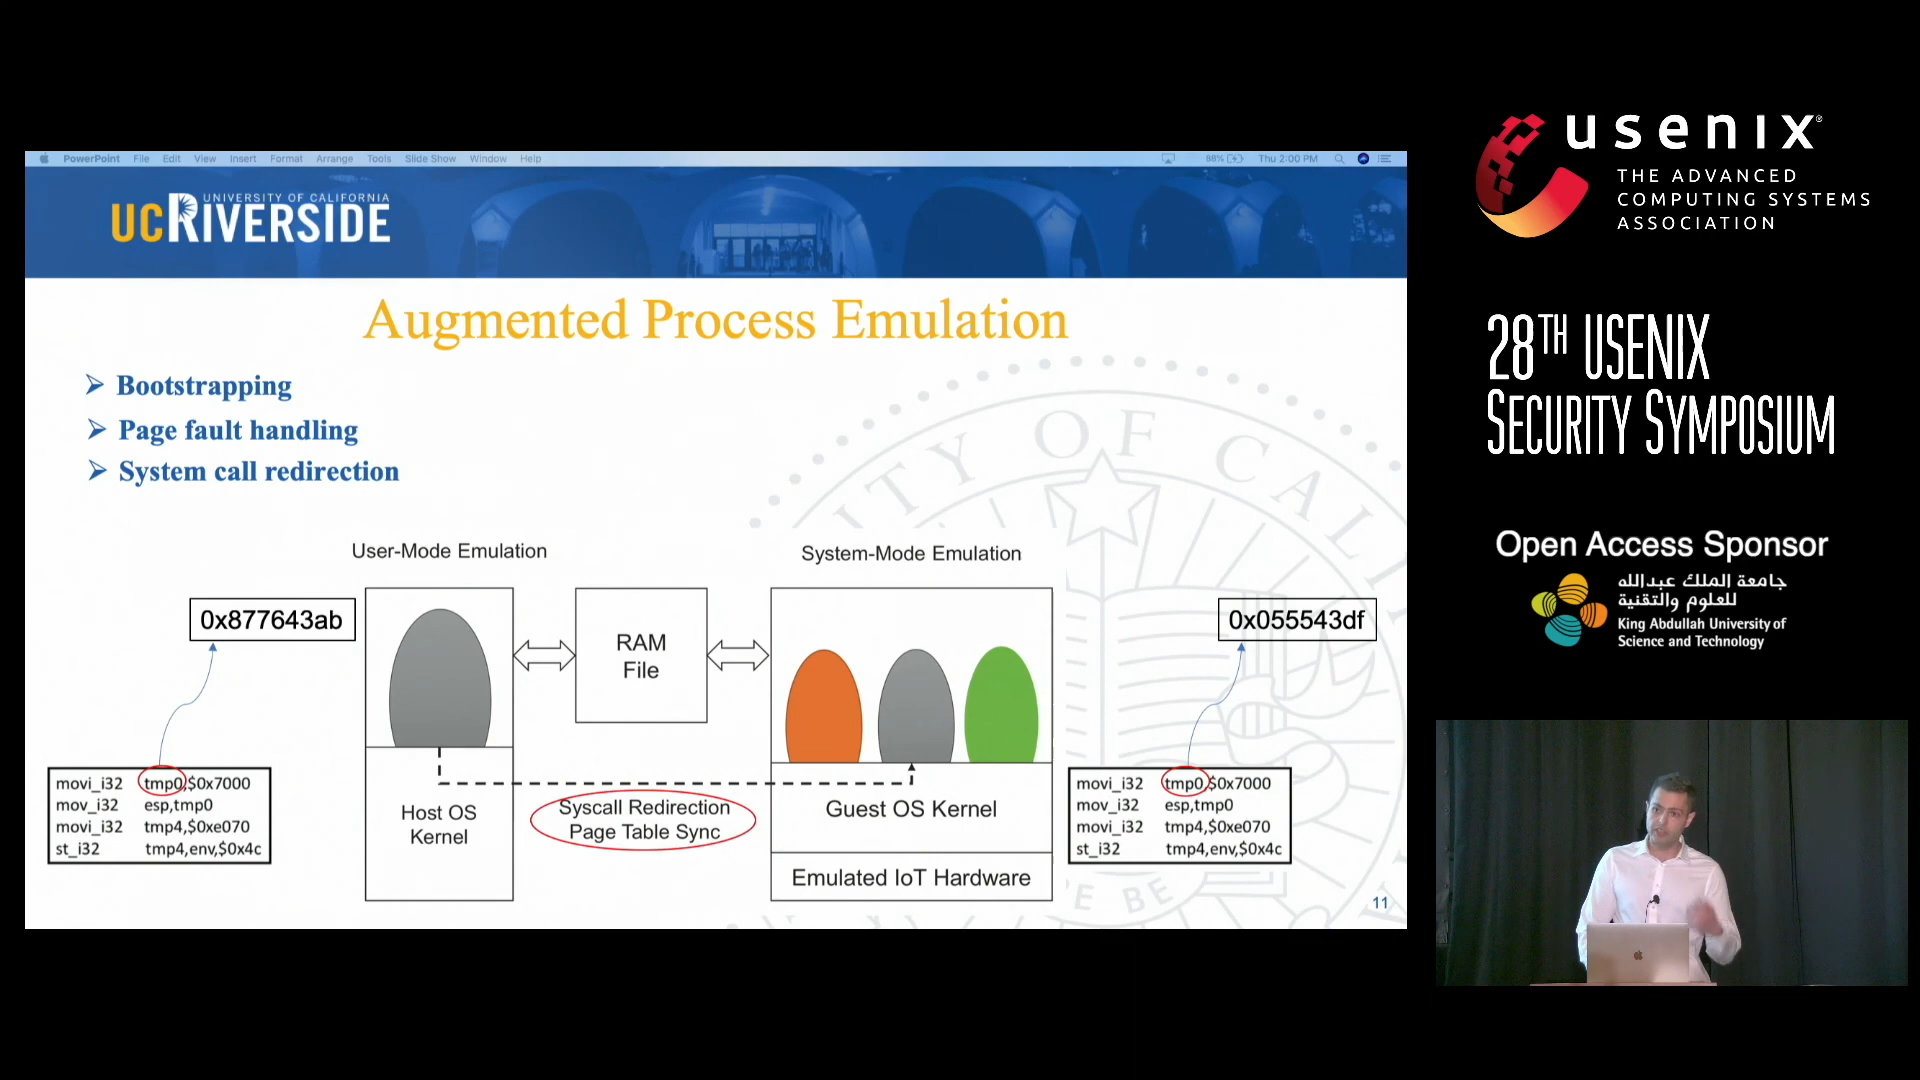 PowerPoint File Edit View Insert Format Arrange Tools Slide Show Window Help
88% Thu 2:00 PM
UNIVERSITY OF CALIFORNIA
UCRIVERSIDE
Augmented Process Emulation
Bootstrapping
Page fault handling
System call redirection
User-Mode Emulation
System-Mode Emulation
0x877643ab
RAM
File
0x055543df
movi_i32 tmp0,$0x7000
mov_i32 esp,tmp0
movi_i32 tmp4,$0xe070
st_i32 tmp4,env,$0x4c
Host OS
Kernel
Syscall Redirection
Page Table Sync
Guest OS Kernel
Emulated IoT Hardware
movi_i32 tmp0,$0x7000
mov_i32 esp,tmp0
movi_i32 tmp4,$0xe070
st_i32 tmp4,env,$0x4c
11
ITY OF CALI
E BE
usenix®
THE ADVANCED
COMPUTING SYSTEMS
ASSOCIATION
28TH USENIX
SECURITY SYMPOSIUM
Open Access Sponsor
جامعة الملك عبدالله
للعلوم والتقنية
King Abdullah University of
Science and Technology